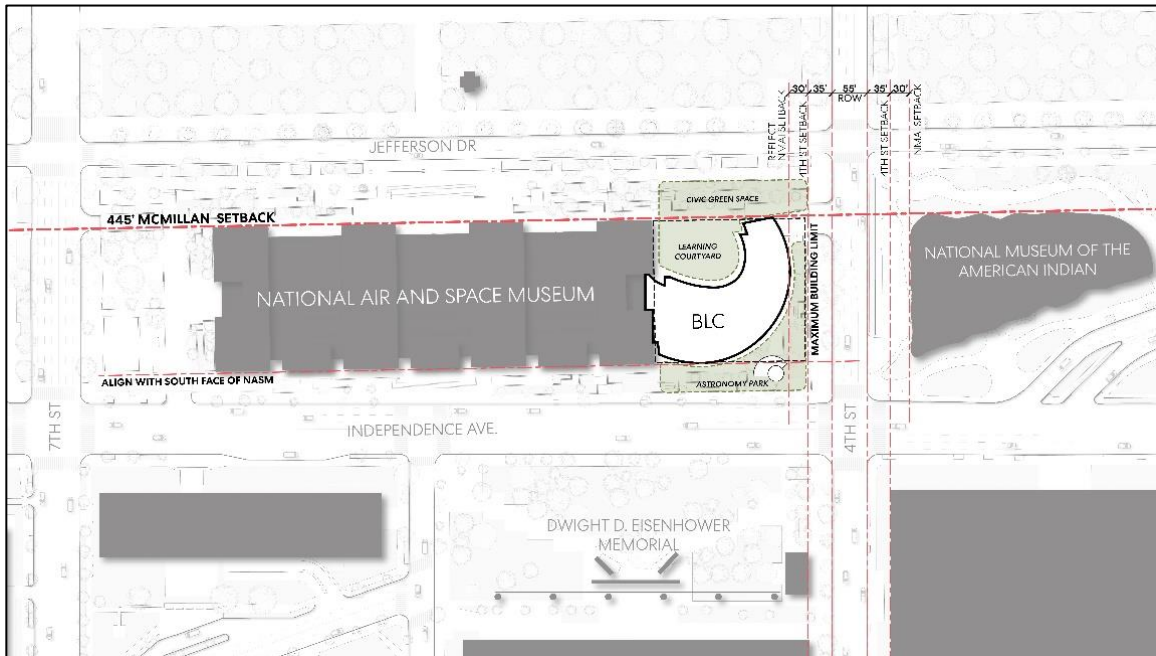 30' 35' 55' 35' 30'
ROW
REFLECT
NMAI SETBACK
4TH ST SETBACK
4TH ST SETBACK
NMAI SETBACK
JEFFERSON DR
445' MCMILLAN SETBACK
CIVIC GREEN SPACE
LEARNING
COURTYARD
NATIONAL AIR AND SPACE MUSEUM
BLC
MAXIMUM BUILDING LIMIT
NATIONAL MUSEUM OF THE
AMERICAN INDIAN
ALIGN WITH SOUTH FACE OF NASM
ASTRONOMY PARK
7TH ST
INDEPENDENCE AVE.
4TH ST
DWIGHT D. EISENHOWER
MEMORIAL